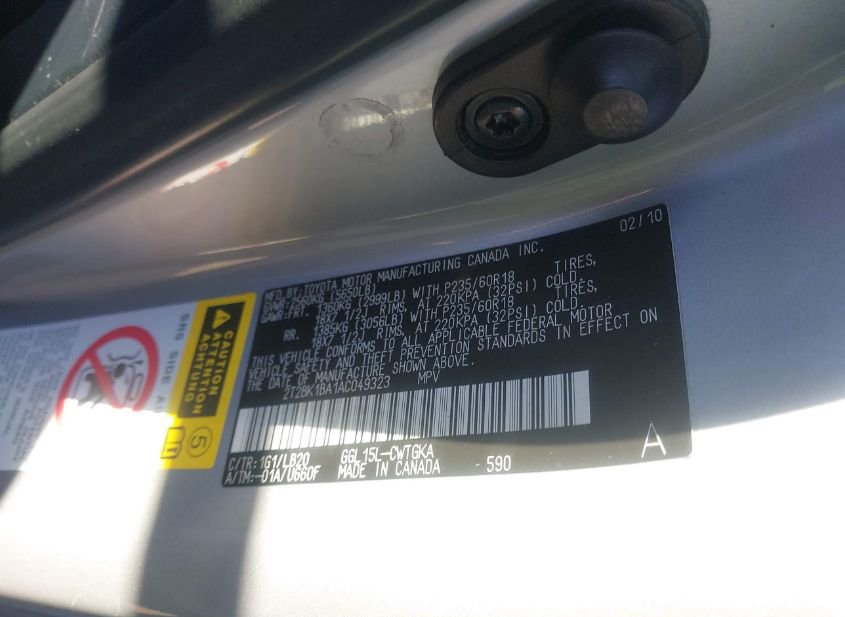 02/10
MFD.BY:TOYOTA MOTOR MANUFACTURING CANADA INC.
GVWR:2560KG (5650LB)
GAWR:FRT. 1360KG (2999LB) WITH P235/60R18 TIRES,
18X7 1/2J RIMS, AT 220KPA (32PSI) COLD.
RR. 1385KG (3056LB) WITH P235/60R18 TIRES,
18X7 1/2J RIMS, AT 220KPA (32PSI) COLD.
THIS VEHICLE CONFORMS TO ALL APPLICABLE FEDERAL MOTOR
VEHICLE SAFETY AND THEFT PREVENTION STANDARDS IN EFFECT ON
THE DATE OF MANUFACTURE SHOWN ABOVE.
2T2BK1BA1AC049323 MPV
C/TR:1G1/LB20 GGL15L-CWTGKA
A/TM:-01A/U660F MADE IN CANADA 590
A
SRS SIDE
CAUTION
ATTENTION
ACHTUNG
5